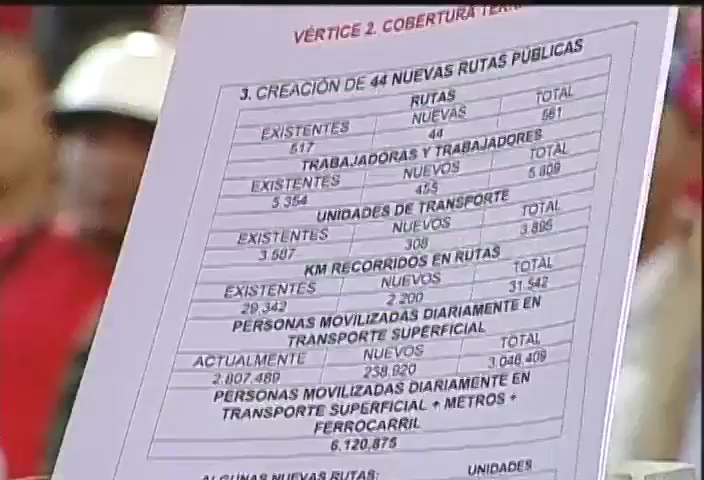 VÉRTICE 2. COBERTURA
3. CREACIÓN DE 44 NUEVAS RUTAS PÚBLICAS
RUTAS
EXISTENTES NUEVAS TOTAL
517 44 561
TRABAJADORAS Y TRABAJADORES
EXISTENTES NUEVOS TOTAL
5.354 455 5.809
UNIDADES DE TRANSPORTE
EXISTENTES NUEVOS TOTAL
3.587 308 3.895
KM RECORRIDOS EN RUTAS
EXISTENTES NUEVOS TOTAL
29.342 2.200 31.542
PERSONAS MOVILIZADAS DIARIAMENTE EN
TRANSPORTE SUPERFICIAL
ACTUALMENTE NUEVOS TOTAL
2.807.489 238.920 3.046.409
PERSONAS MOVILIZADAS DIARIAMENTE EN
TRANSPORTE SUPERFICIAL + METROS +
FERROCARRIL
6.120.875
ALGUNAS NUEVAS RUTAS: UNIDADES